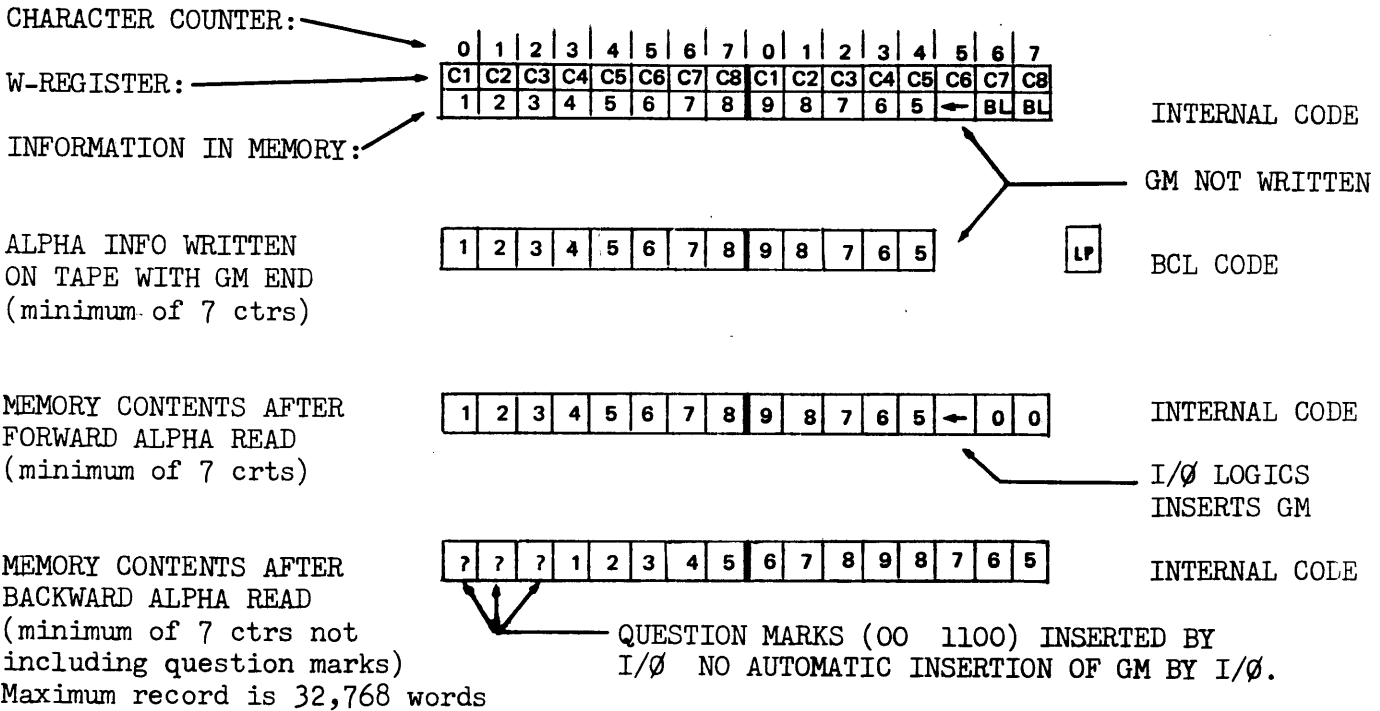 CHARACTER COUNTER:
0 1 2 3 4 5 6 7 0 1 2 3 4 5 6 7
W-REGISTER:
C1 C2 C3 C4 C5 C6 C7 C8 C1 C2 C3 C4 C5 C6 C7 C8
1 2 3 4 5 6 7 8 9 8 7 6 5 ← BL BL
INTERNAL CODE
INFORMATION IN MEMORY:
GM NOT WRITTEN
ALPHA INFO WRITTEN
ON TAPE WITH GM END
(minimum of 7 ctrs)
1 2 3 4 5 6 7 8 9 8 7 6 5
LP
BCL CODE
MEMORY CONTENTS AFTER
FORWARD ALPHA READ
(minimum of 7 crts)
1 2 3 4 5 6 7 8 9 8 7 6 5 ← 0 0
INTERNAL CODE
I/Ø LOGICS
INSERTS GM
MEMORY CONTENTS AFTER
BACKWARD ALPHA READ
(minimum of 7 ctrs not
including question marks)
Maximum record is 32,768 words
? ? ? 1 2 3 4 5 6 7 8 9 8 7 6 5
INTERNAL CODE
QUESTION MARKS (00 1100) INSERTED BY
I/Ø NO AUTOMATIC INSERTION OF GM BY I/Ø.